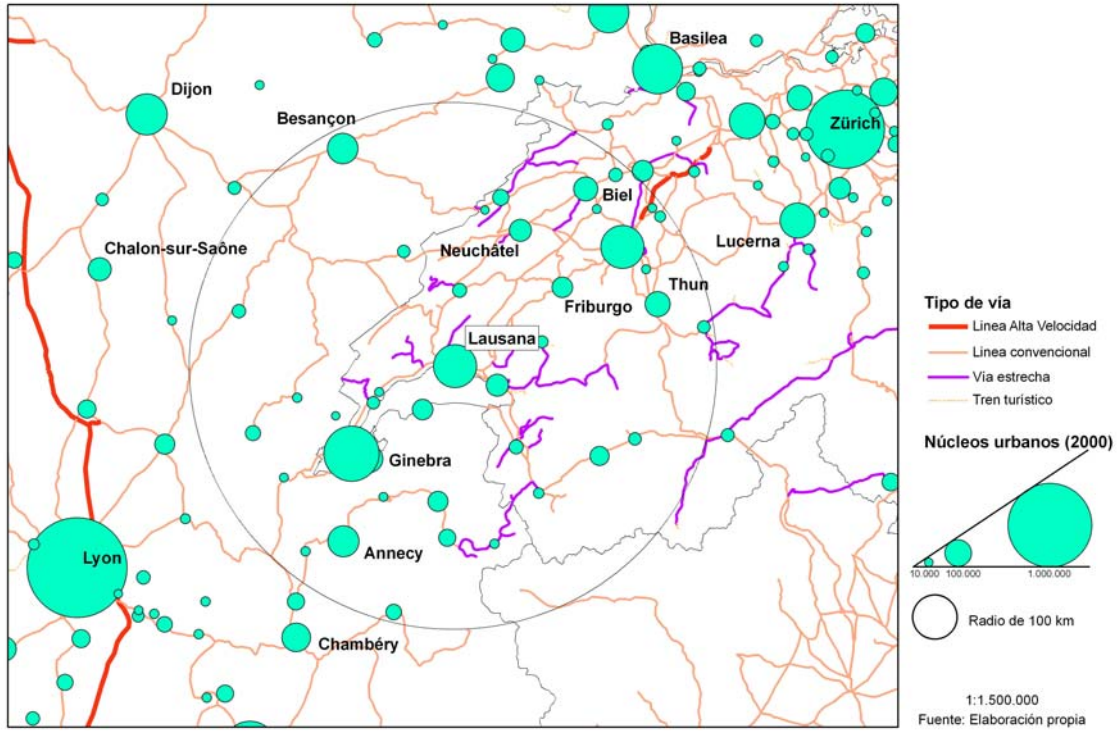 Basilea
Dijon
Besançon
Zürich
Biel
Neuchâtel
Lucerna
Chalon-sur-Saône
Thun
Friburgo
Lausana
Ginebra
Annecy
Lyon
Chambéry
Tipo de vía
Linea Alta Velocidad
Linea convencional
Vía estrecha
Tren turístico
Núcleos urbanos (2000)
10.000 100.000 1.000.000
Radio de 100 km
1:1.500.000
Fuente: Elaboración propia